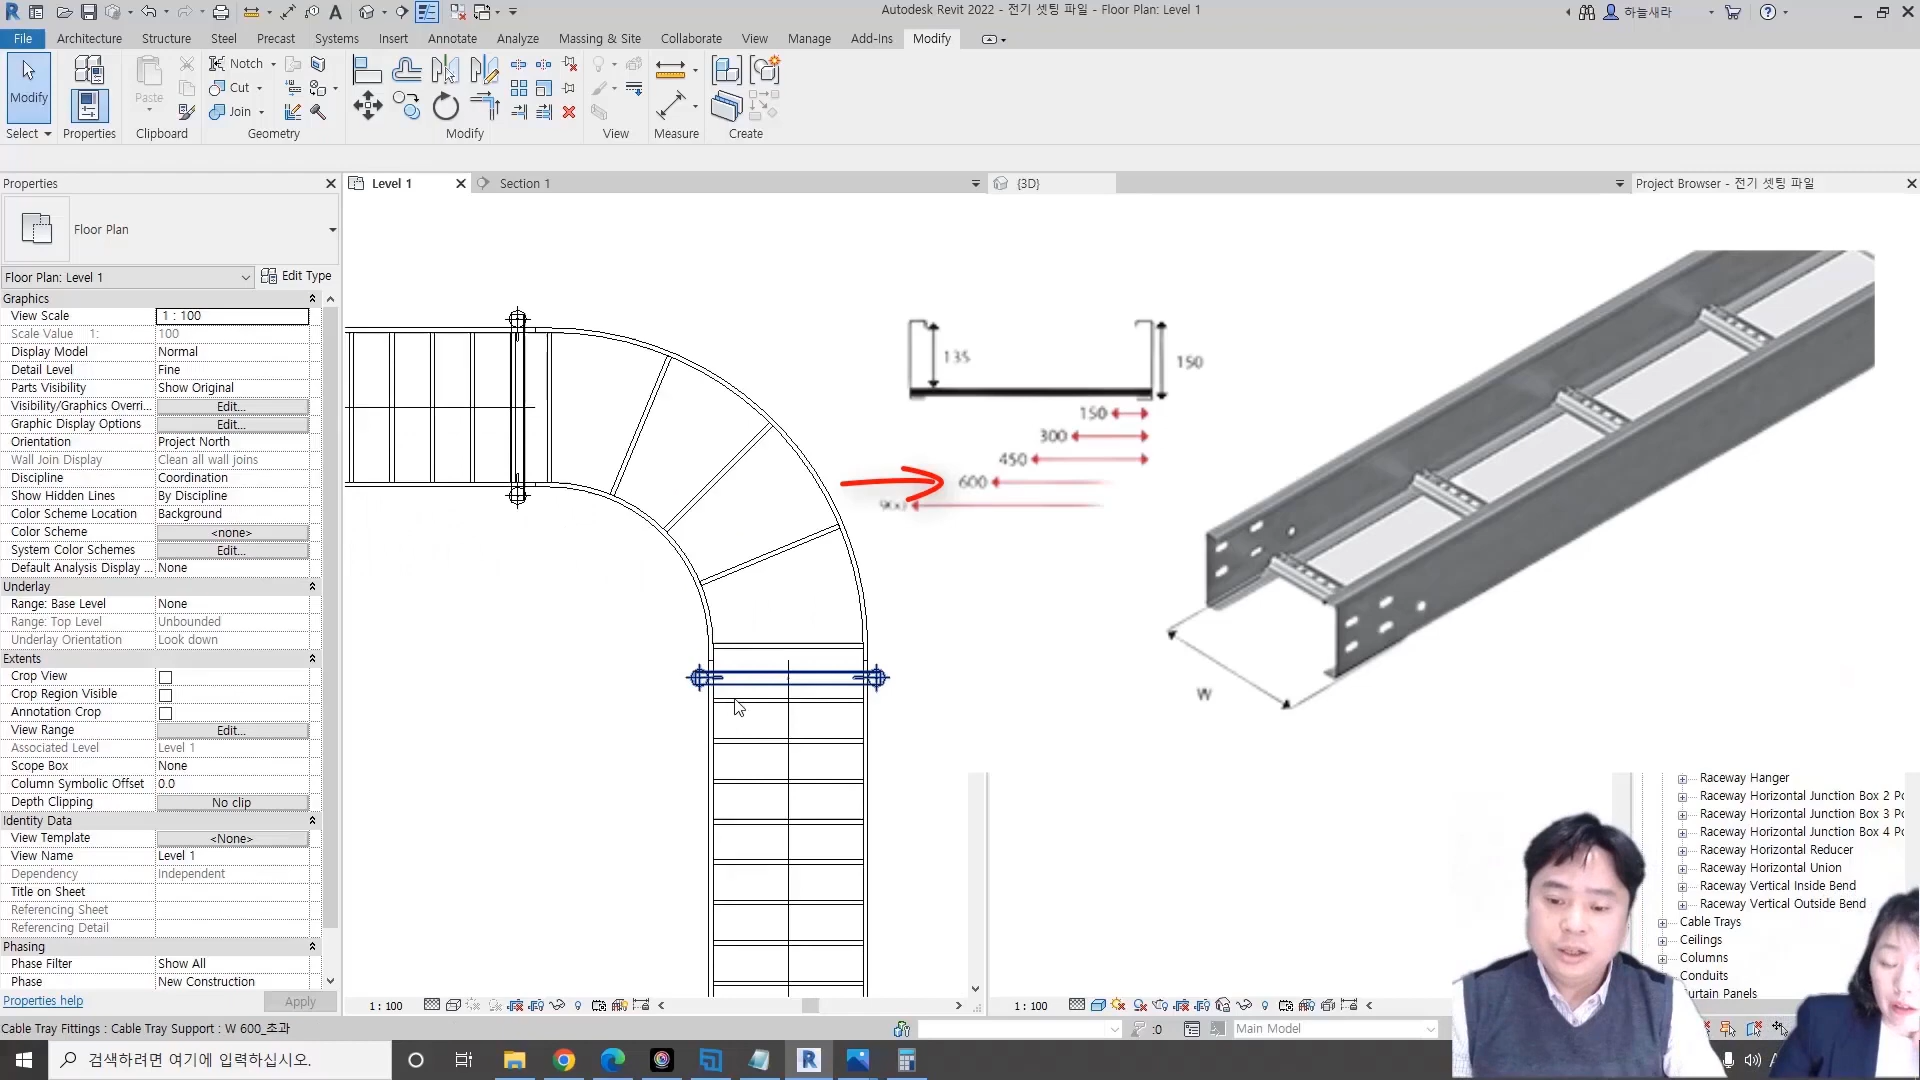 Autodesk Revit 2022 - 전기 셋팅 파일 - Floor Plan: Level 1
하늘새라
File
Architecture
Structure
Steel
Precast
Systems
Insert
Annotate
Analyze
Massing & Site
Collaborate
View
Manage
Add-Ins
Modify
Modify
Paste
Notch
Cut
Join
Select
Properties
Clipboard
Geometry
Modify
View
Measure
Create
Properties
Floor Plan
Floor Plan: Level 1
Edit Type
Graphics
View Scale 1 : 100
Scale Value 1: 100
Display Model Normal
Detail Level Fine
Parts Visibility Show Original
Visibility/Graphics Overri... Edit...
Graphic Display Options Edit...
Orientation Project North
Wall Join Display Clean all wall joins
Discipline Coordination
Show Hidden Lines By Discipline
Color Scheme Location Background
Color Scheme <none>
System Color Schemes Edit...
Default Analysis Display ... None
Underlay
Range: Base Level None
Range: Top Level Unbounded
Underlay Orientation Look down
Extents
Crop View
Crop Region Visible
Annotation Crop
View Range Edit...
Associated Level Level 1
Scope Box None
Column Symbolic Offset 0.0
Depth Clipping No clip
Identity Data
View Template <None>
View Name Level 1
Dependency Independent
Title on Sheet
Referencing Sheet
Referencing Detail
Phasing
Phase Filter Show All
Phase New Construction
Properties help
Apply
Level 1
Section 1
{3D}
135
150
150
300
450
600
W
1 : 100
1 : 100
Project Browser - 전기 셋팅 파일
Raceway Hanger
Raceway Horizontal Junction Box 2 Po
Raceway Horizontal Junction Box 3 Po
Raceway Horizontal Junction Box 4 Po
Raceway Horizontal Reducer
Raceway Horizontal Union
Raceway Vertical Inside Bend
Raceway Vertical Outside Bend
Cable Trays
Ceilings
Columns
Conduits
Curtain Panels
Cable Tray Fittings : Cable Tray Support : W 600_초과
:0
Main Model
검색하려면 여기에 입력하십시오.